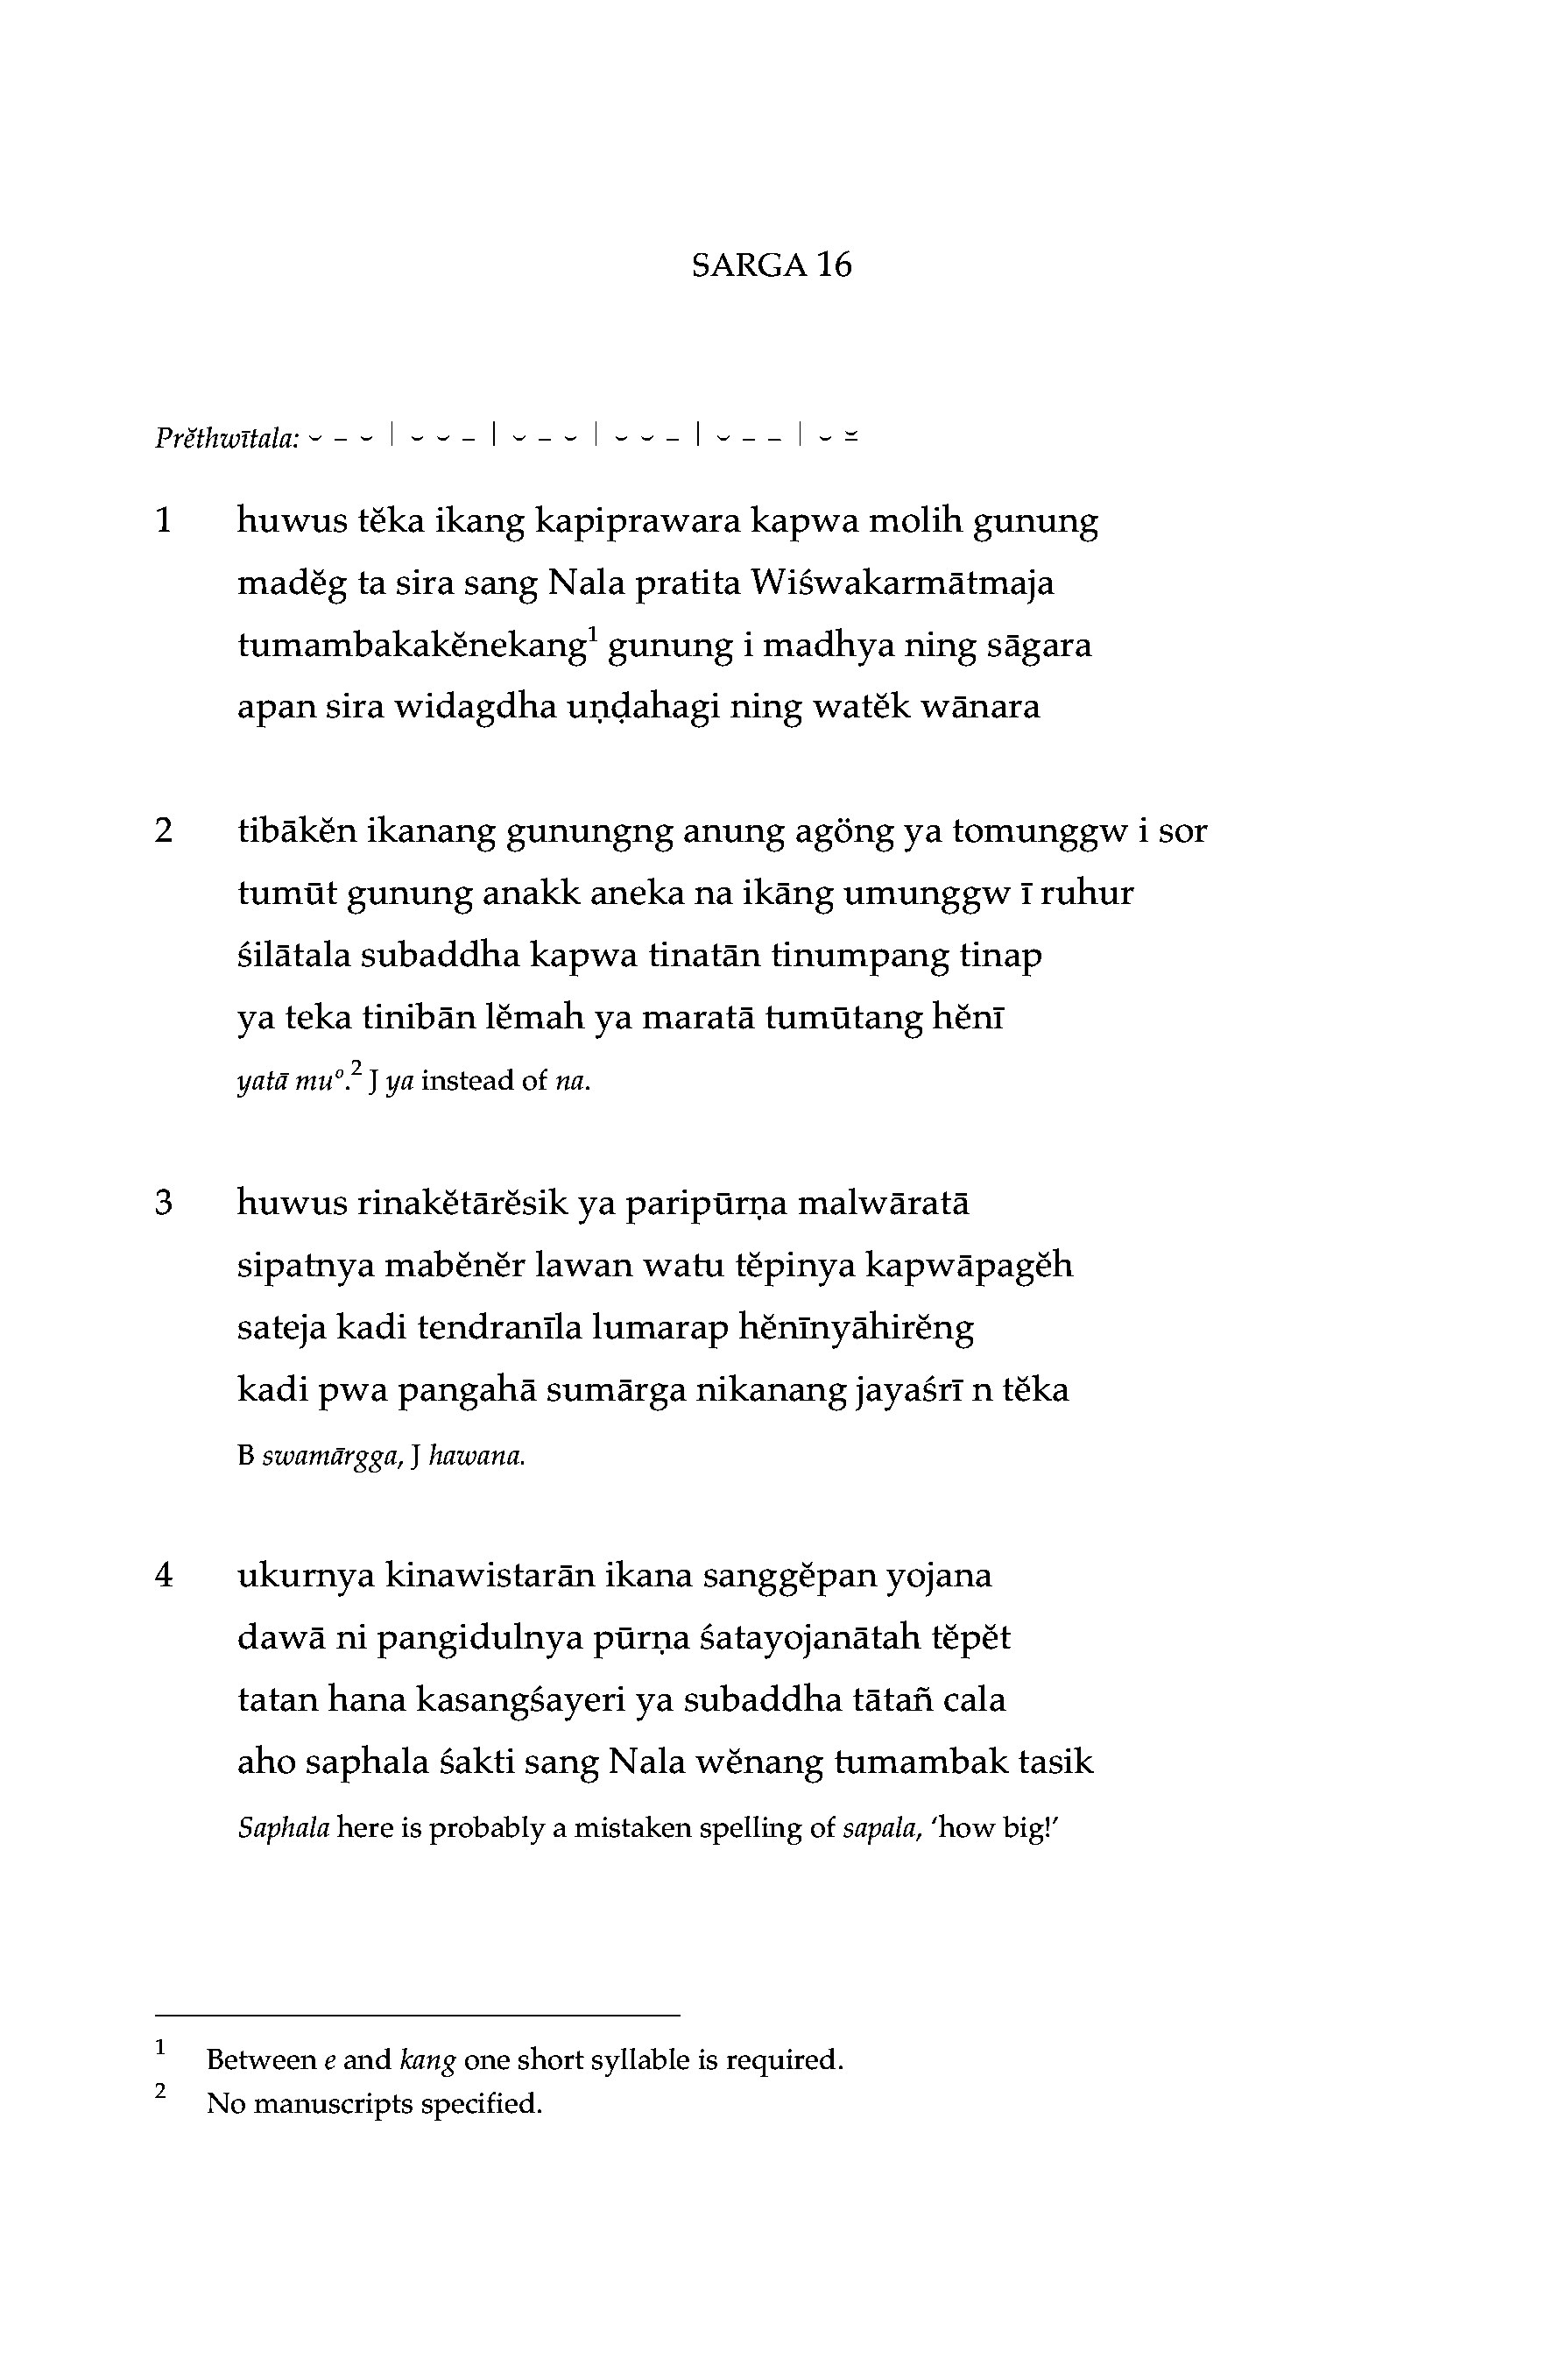 SARGA 16
Prĕthwītala: ⏑ – ⏑ | ⏑ ⏑ – | ⏑ – ⏑ | ⏑ ⏑ – | ⏑ – – | ⏑ ⏓
1 huwus tĕka ikang kapiprawara kapwa molih gunung
madĕg ta sira sang Nala pratita Wiśwakarmātmaja
tumambakakĕnekang¹ gunung i madhya ning sāgara
apan sira widagdha uṇḍahagi ning watĕk wānara
2 tibākĕn ikanang gunungng anung agöng ya tomunggw i sor
tumūt gunung anakk aneka na ikāng umunggw ī ruhur
śilātala subaddha kapwa tinatān tinumpang tinap
ya teka tinibān lĕmah ya maratā tumūtang hĕnī
yatā muº.² J ya instead of na.
3 huwus rinakĕtārĕsik ya paripūrṇa malwāratā
sipatnya mabĕnĕr lawan watu tĕpinya kapwāpagĕh
sateja kadi tendranīla lumarap hĕnīnyāhirĕng
kadi pwa pangahā sumārga nikanang jayaśrī n tĕka
B swamārgga, J hawana.
4 ukurnya kinawistarān ikana sanggĕpan yojana
dawā ni pangidulnya pūrṇa śatayojanātah tĕpĕt
tatan hana kasangśayeri ya subaddha tātañ cala
aho saphala śakti sang Nala wĕnang tumambak tasik
Saphala here is probably a mistaken spelling of sapala, ‘how big!’
1 Between e and kang one short syllable is required.
2 No manuscripts specified.